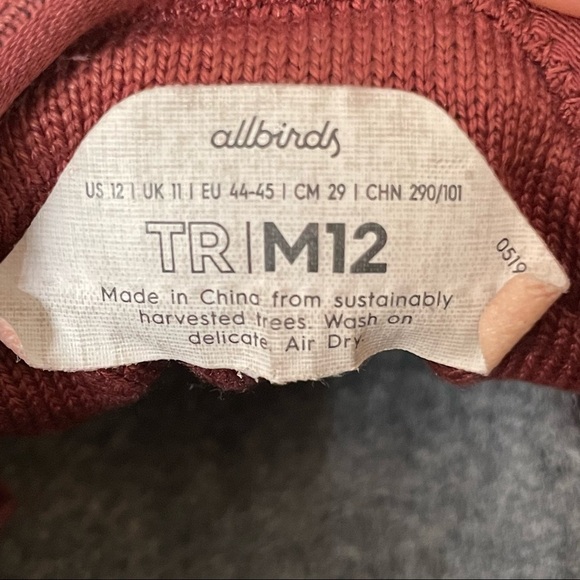 allbirds
US 12 | UK 11 | EU 44-45 | CM 29 | CHN 290/101
TR|M12
0519
Made in China from sustainably
harvested trees. Wash on
delicate. Air Dry